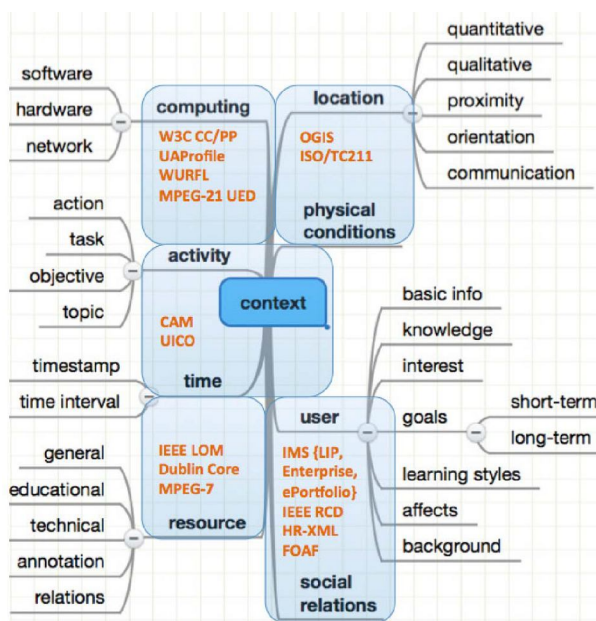 software
hardware
network
computing
W3C CC/PP
UAProfile
WURFL
MPEG-21 UED
location
OGIS
ISO/TC211
physical
conditions
quantitative
qualitative
proximity
orientation
communication
action
task
objective
topic
activity
CAM
UICO
context
timestamp
time interval
time
general
educational
technical
annotation
relations
IEEE LOM
Dublin Core
MPEG-7
resource
user
IMS {LIP,
Enterprise,
ePortfolio}
IEEE RCD
HR-XML
FOAF
social
relations
basic info
knowledge
interest
goals
short-term
long-term
learning styles
affects
background